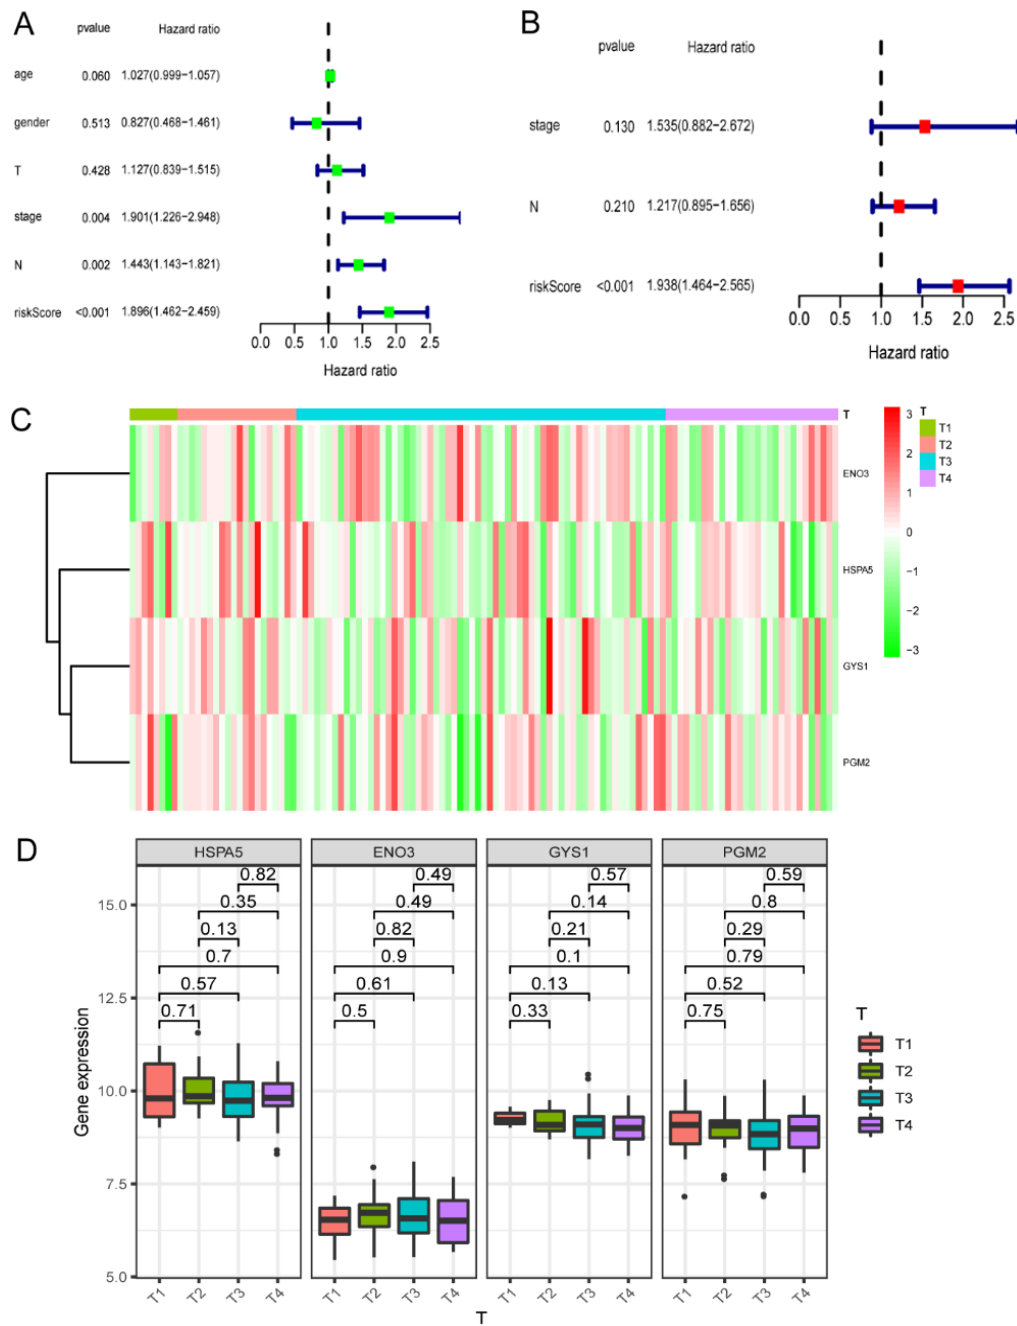 A
pvalue Hazard ratio
age 0.060 1.027(0.999−1.057)
gender 0.513 0.827(0.468−1.461)
T 0.428 1.127(0.839−1.515)
stage 0.004 1.901(1.226−2.948)
N 0.002 1.443(1.143−1.821)
riskScore <0.001 1.896(1.462−2.459)
0.0 0.5 1.0 1.5 2.0 2.5
Hazard ratio
B
pvalue Hazard ratio
stage 0.130 1.535(0.882−2.672)
N 0.210 1.217(0.895−1.656)
riskScore <0.001 1.938(1.464−2.565)
0.0 0.5 1.0 1.5 2.0 2.5
Hazard ratio
C
T
ENO3
HSPA5
GYS1
PGM2
3
2
1
0
−1
−2
−3
T
T1
T2
T3
T4
D
HSPA5 ENO3 GYS1 PGM2
0.82 0.49 0.57 0.59
0.35 0.49 0.14 0.8
0.13 0.82 0.21 0.29
0.7 0.9 0.1 0.79
0.57 0.61 0.13 0.52
0.71 0.5 0.33 0.75
15.0
12.5
10.0
7.5
5.0
Gene expression
T1 T2 T3 T4 T1 T2 T3 T4 T1 T2 T3 T4 T1 T2 T3 T4
T
T
T1
T2
T3
T4